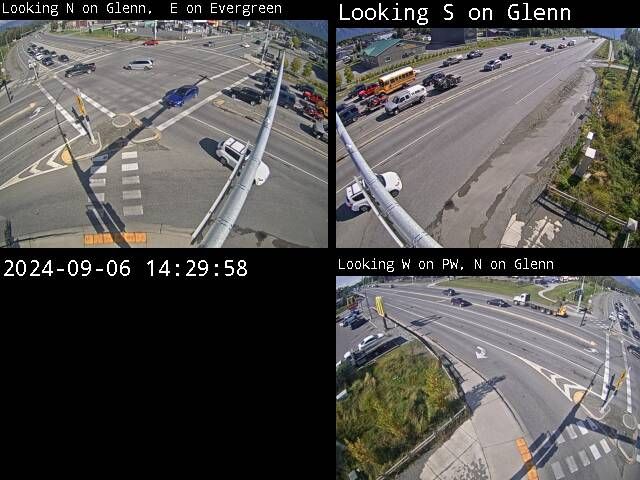 Looking N on Glenn, E on Evergreen
Looking S on Glenn
2024-09-06 14:29:58
Looking W on PW, N on Glenn